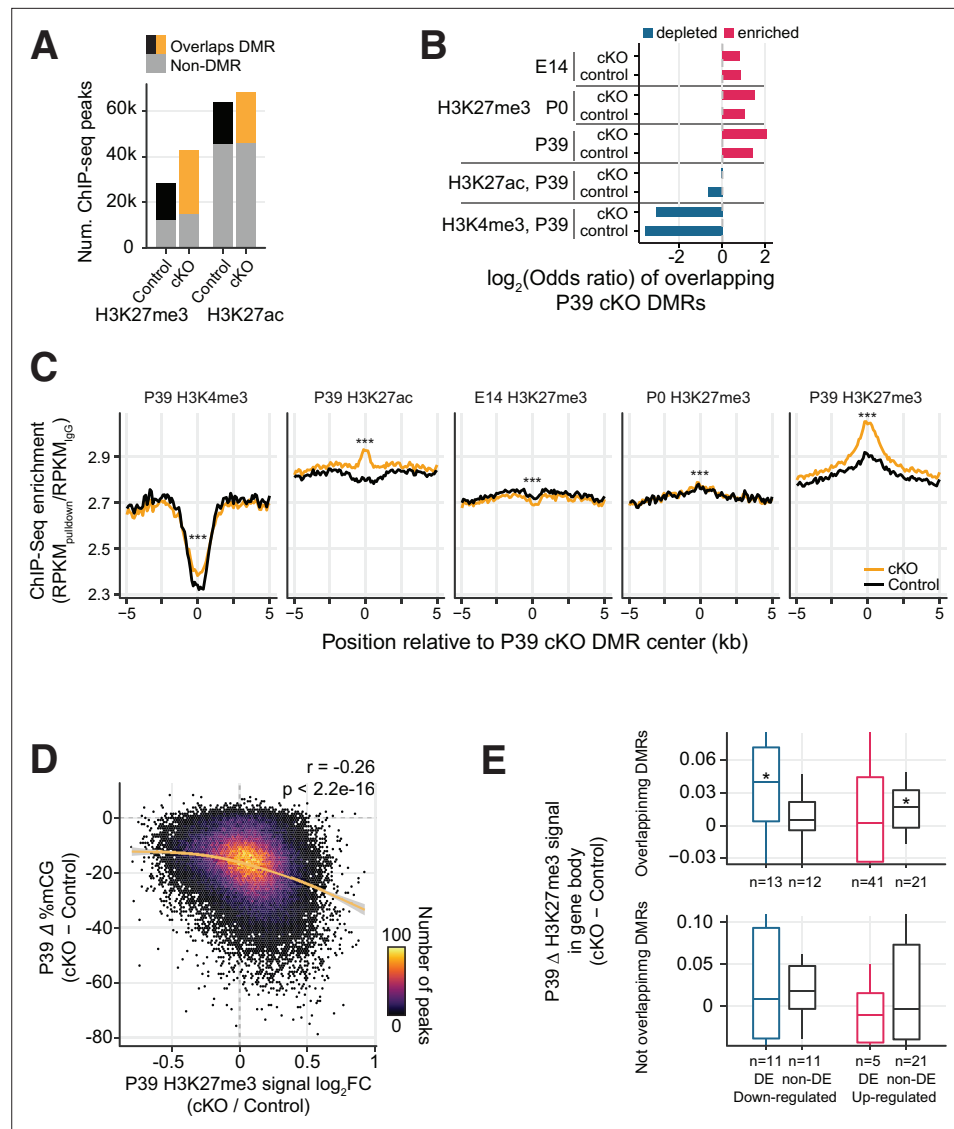 A
Overlaps DMR
Non-DMR
Num. ChIP-seq peaks
60k
40k
20k
0
Control
cKO
Control
cKO
H3K27me3
H3K27ac
B
depleted
enriched
E14
cKO
control
H3K27me3
P0
cKO
control
P39
cKO
control
H3K27ac, P39
cKO
control
H3K4me3, P39
cKO
control
−2
0
2
log2(Odds ratio) of overlapping
P39 cKO DMRs
C
P39 H3K4me3
P39 H3K27ac
E14 H3K27me3
P0 H3K27me3
P39 H3K27me3
ChIP-Seq enrichment
(RPKMpulldown/RPKMIgG)
2.9
2.7
2.5
2.3
***
***
***
***
***
cKO
Control
−5 0 5
−5 0 5
−5 0 5
−5 0 5
−5 0 5
Position relative to P39 cKO DMR center (kb)
D
r = -0.26
p < 2.2e-16
P39 Δ %mCG
(cKO − Control)
0
-20
-40
-60
-80
-0.5
0
0.5
1
P39 H3K27me3 signal log2FC
(cKO / Control)
Number of peaks
100
0
E
P39 Δ H3K27me3 signal
in gene body
(cKO − Control)
Overlappinmg DMRs
0.06
0.03
0
−0.03
*
*
n=13
n=12
n=41
n=21
Not overlapping DMRs
0.10
0.05
0
n=11
n=11
n=5
n=21
DE
non-DE
DE
non-DE
Down-regulated
Up-regulated